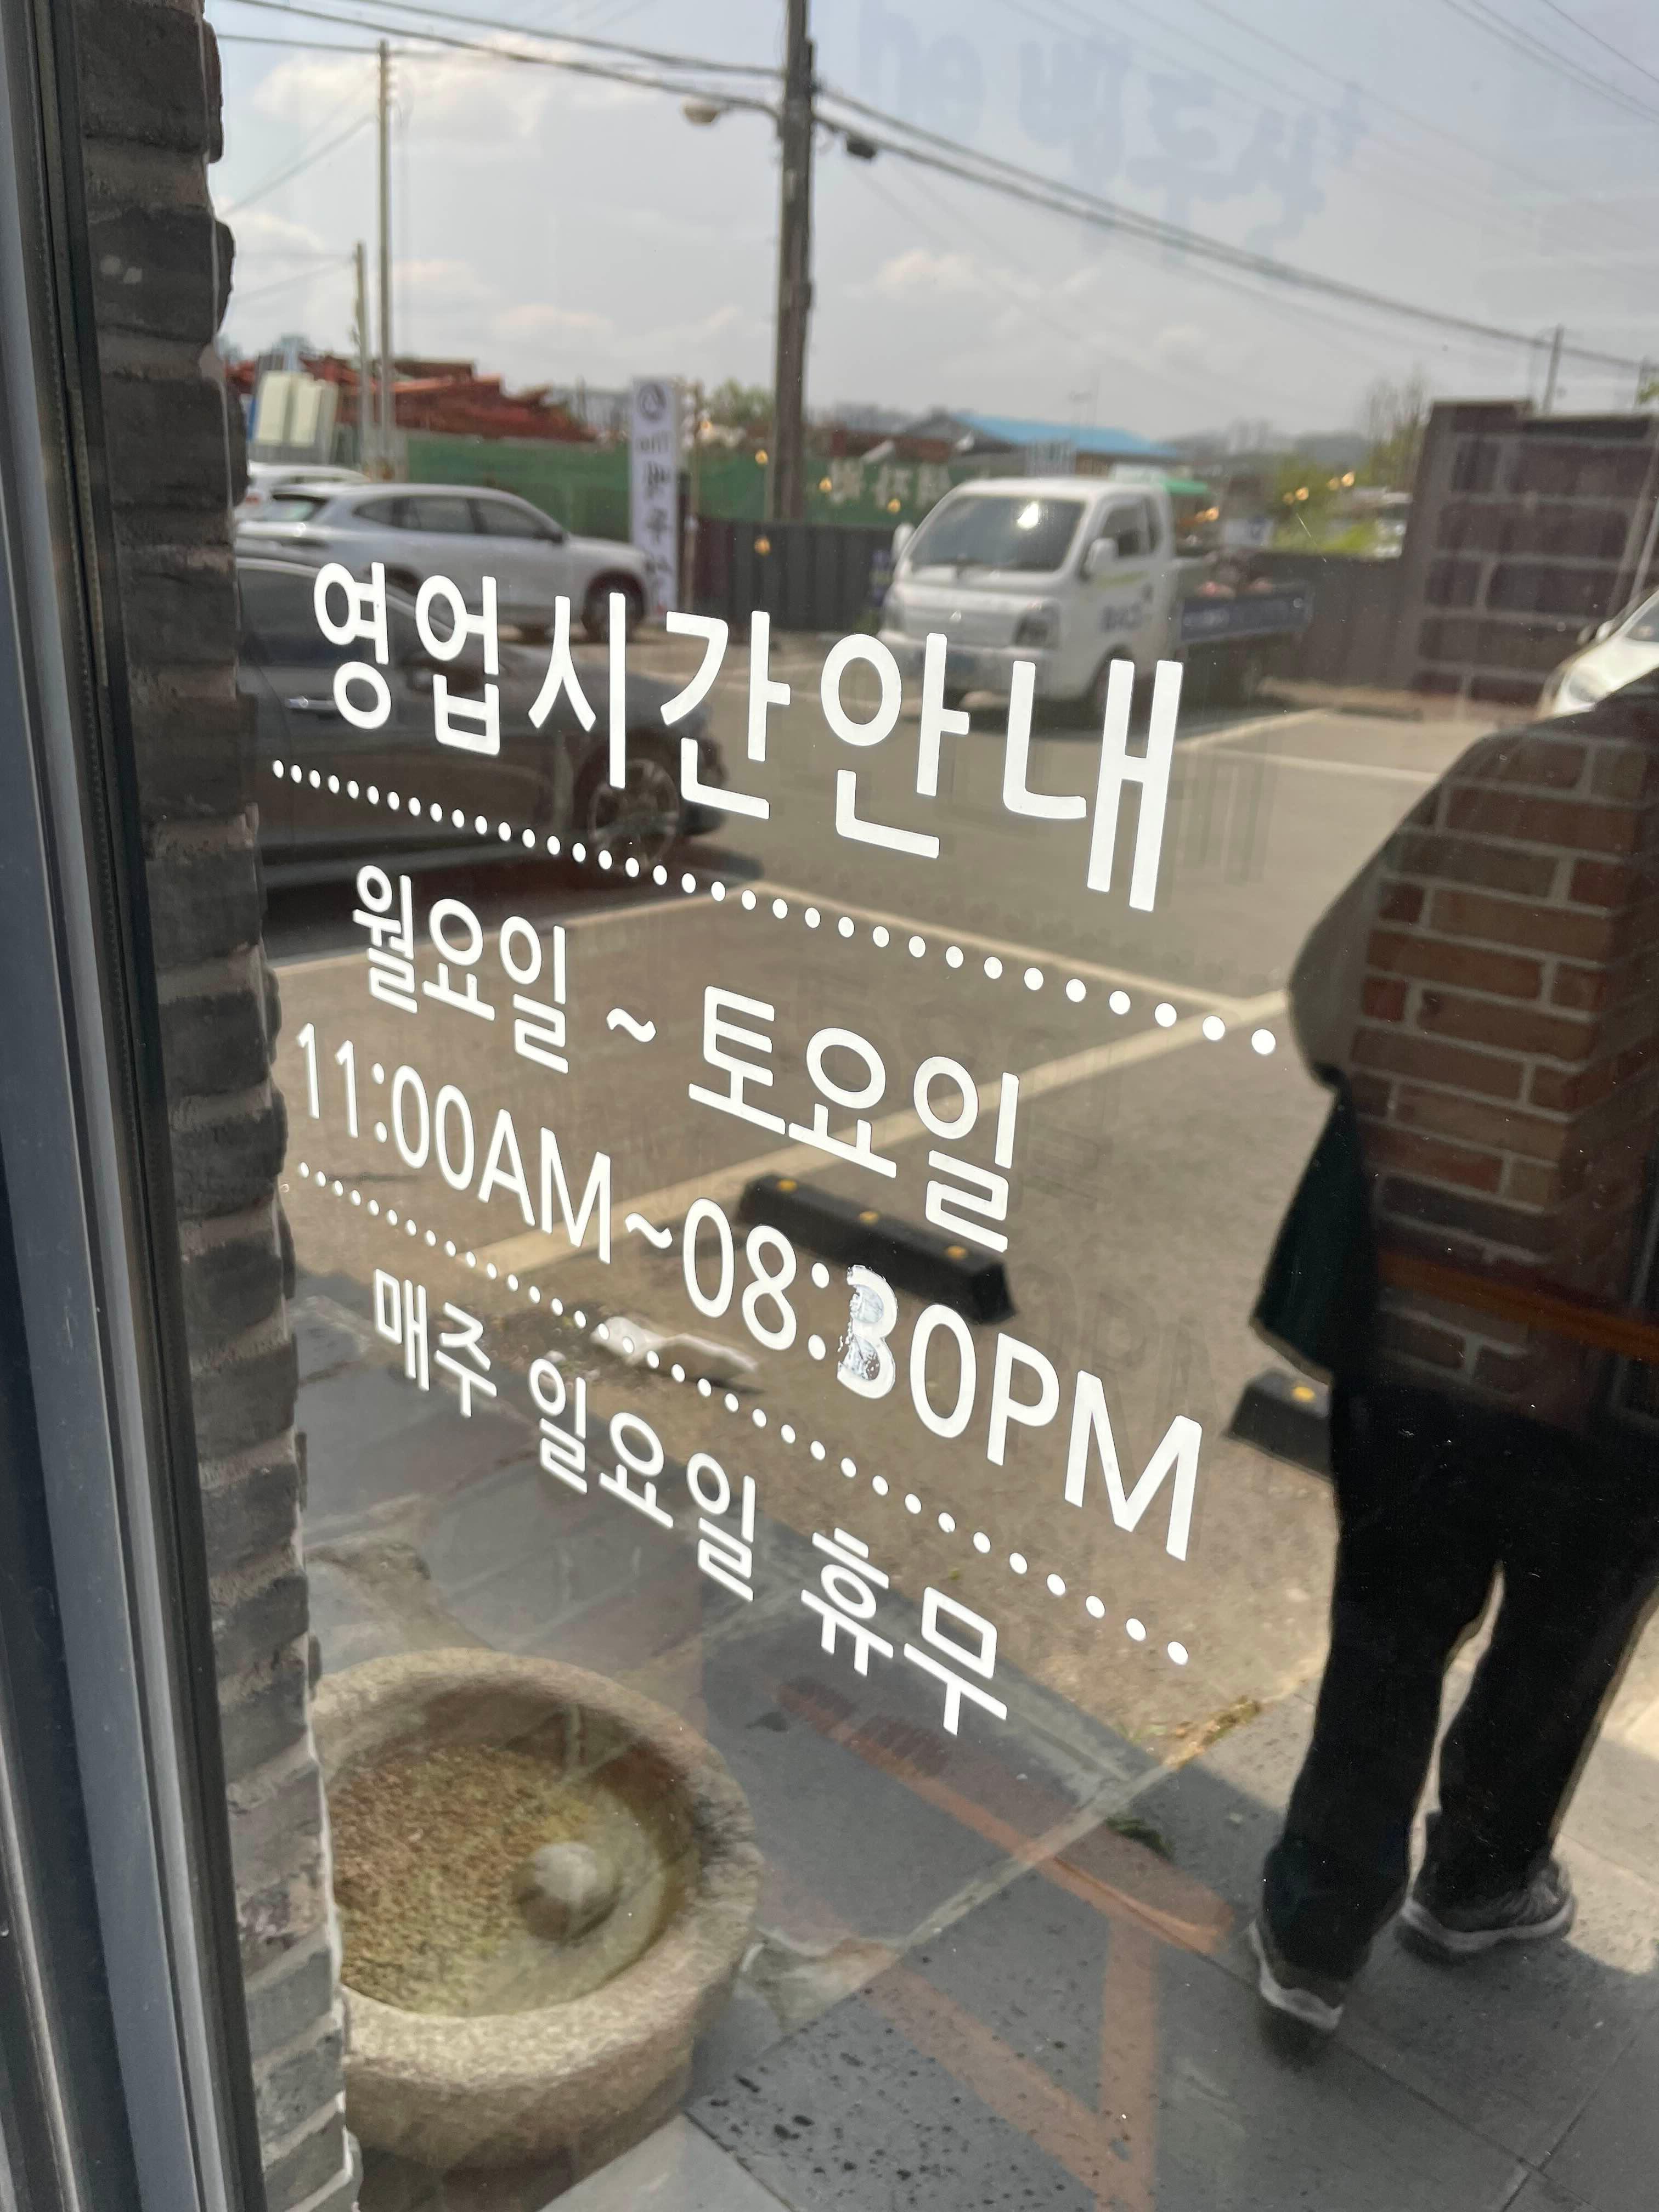 영업시간안내
월요일 ~ 토요일
11:00AM~08:30PM
매주 일요일 휴무